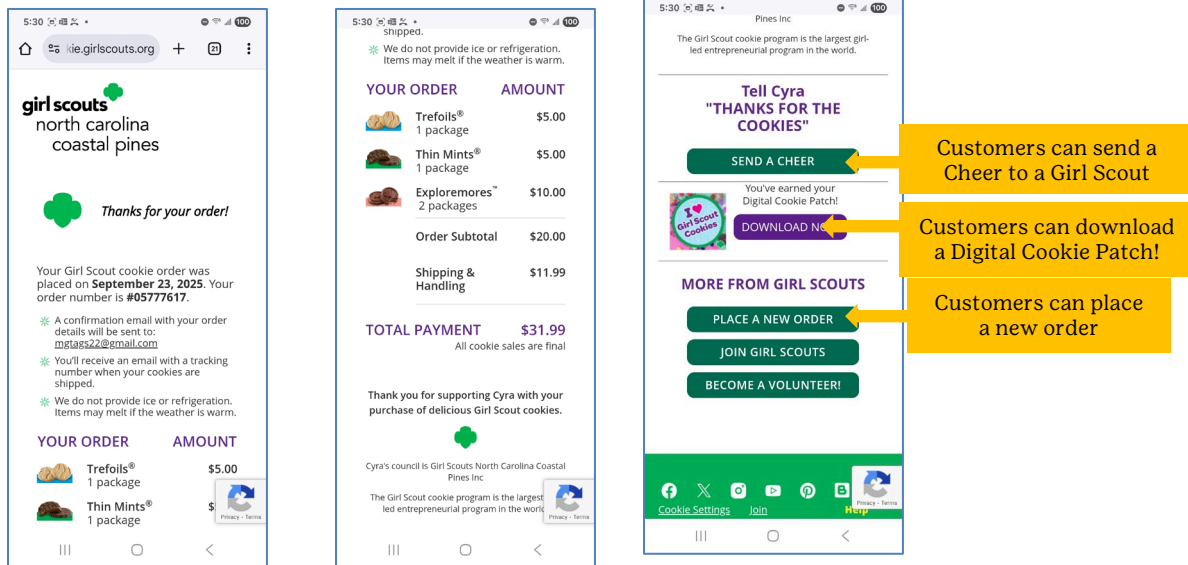 5:30
kie.girlscouts.org
21
100
girl scouts
north carolina
coastal pines
Thanks for your order!
Your Girl Scout cookie order was
placed on September 23, 2025. Your
order number is #05777617.
A confirmation email with your order
details will be sent to:
mgtags22@gmail.com
You'll receive an email with a tracking
number when your cookies are
shipped.
We do not provide ice or refrigeration.
Items may melt if the weather is warm.
YOUR ORDER AMOUNT
Trefoils® $5.00
1 package
Thin Mints® $
1 package
Privacy - Terms
5:30
100
shipped.
We do not provide ice or refrigeration.
Items may melt if the weather is warm.
YOUR ORDER AMOUNT
Trefoils® $5.00
1 package
Thin Mints® $5.00
1 package
Exploremores™ $10.00
2 packages
Order Subtotal $20.00
Shipping & $11.99
Handling
TOTAL PAYMENT $31.99
All cookie sales are final
Thank you for supporting Cyra with your
purchase of delicious Girl Scout cookies.
Cyra's council is Girl Scouts North Carolina Coastal
Pines Inc
The Girl Scout cookie program is the largest
led entrepreneurial program in the world
Privacy - Terms
5:30
100
Pines Inc
The Girl Scout cookie program is the largest girl-
led entrepreneurial program in the world.
Tell Cyra
"THANKS FOR THE
COOKIES"
SEND A CHEER
You've earned your
Digital Cookie Patch!
I ♥
Girl Scout
Cookies
DOWNLOAD N
MORE FROM GIRL SCOUTS
PLACE A NEW ORDER
JOIN GIRL SCOUTS
BECOME A VOLUNTEER!
Cookie Settings Join Help
Privacy - Terms
Customers can send a
Cheer to a Girl Scout
Customers can download
a Digital Cookie Patch!
Customers can place
a new order